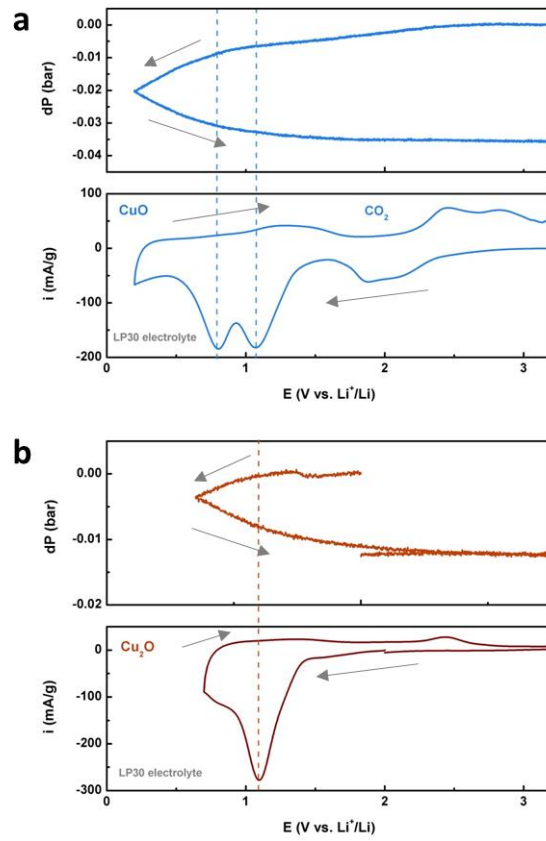 a
dP (bar)
0.00
-0.01
-0.02
-0.03
-0.04
i (mA/g)
100
0
-100
-200
CuO
CO2
LP30 electrolyte
1
2
3
E (V vs. Li+/Li)
b
dP (bar)
0.00
-0.01
-0.02
i (mA/g)
0
-100
-200
-300
Cu2O
LP30 electrolyte
1
2
3
E (V vs. Li+/Li)